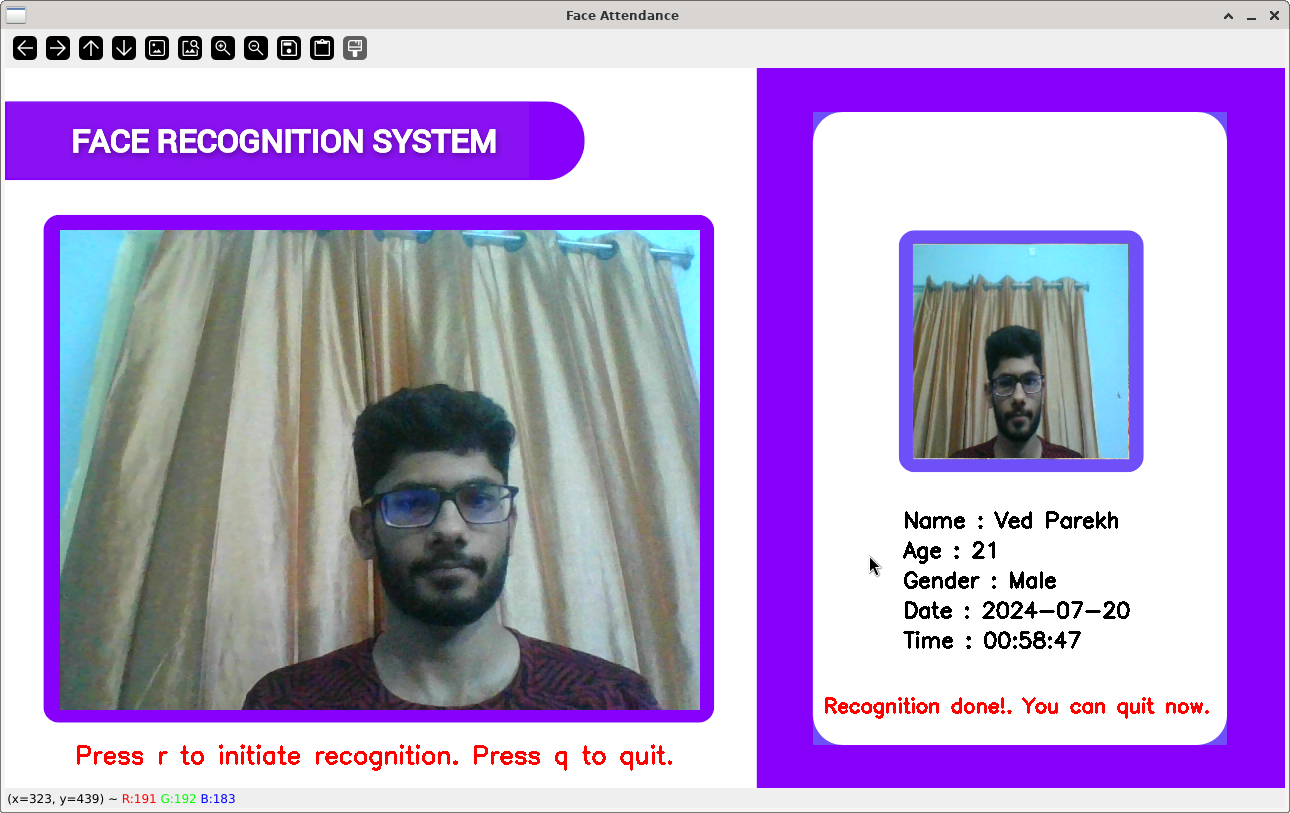 Face Attendance
FACE RECOGNITION SYSTEM
Press r to initiate recognition. Press q to quit.
Name : Ved Parekh
Age : 21
Gender : Male
Date : 2024-07-20
Time : 00:58:47
Recognition done!. You can quit now.
(x=323, y=439) ~ R:191 G:192 B:183